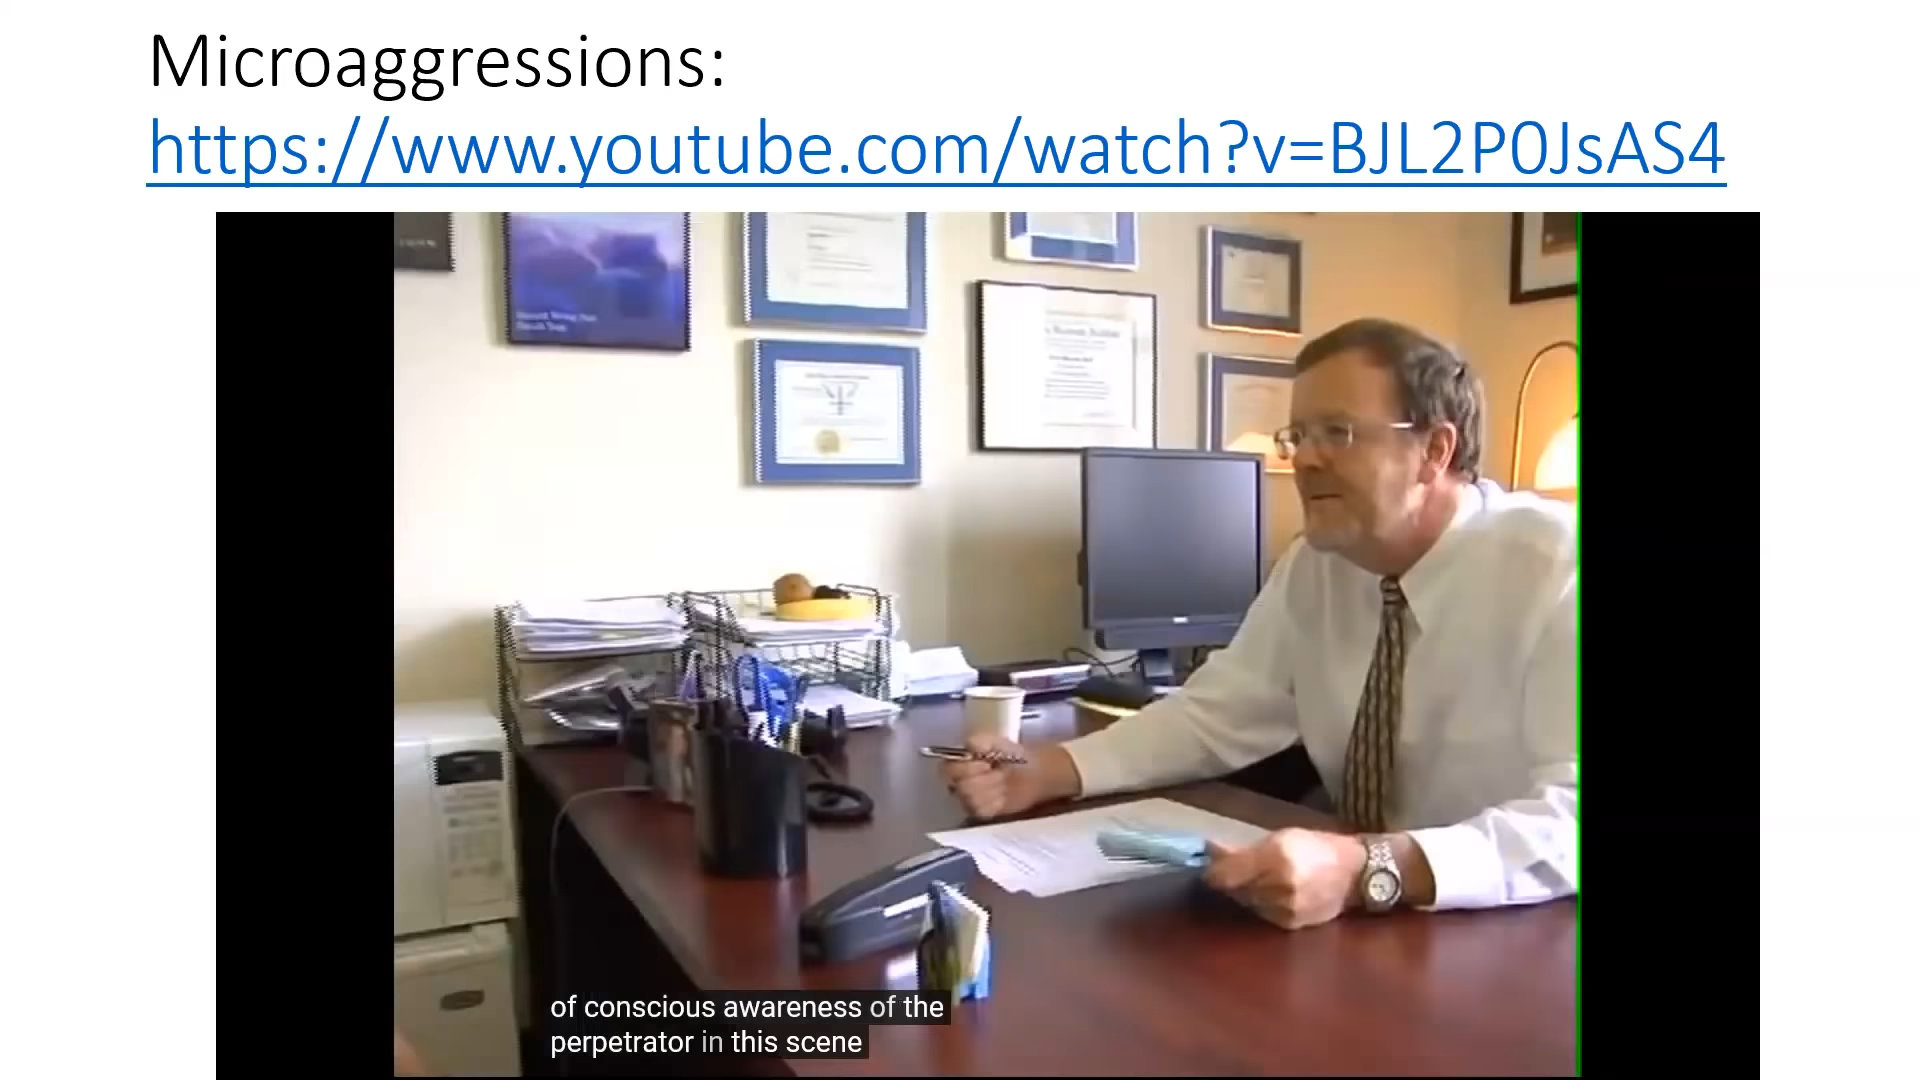 Microaggressions:
https://www.youtube.com/watch?v=BJL2P0JsAS4
of conscious awareness of the
perpetrator in this scene